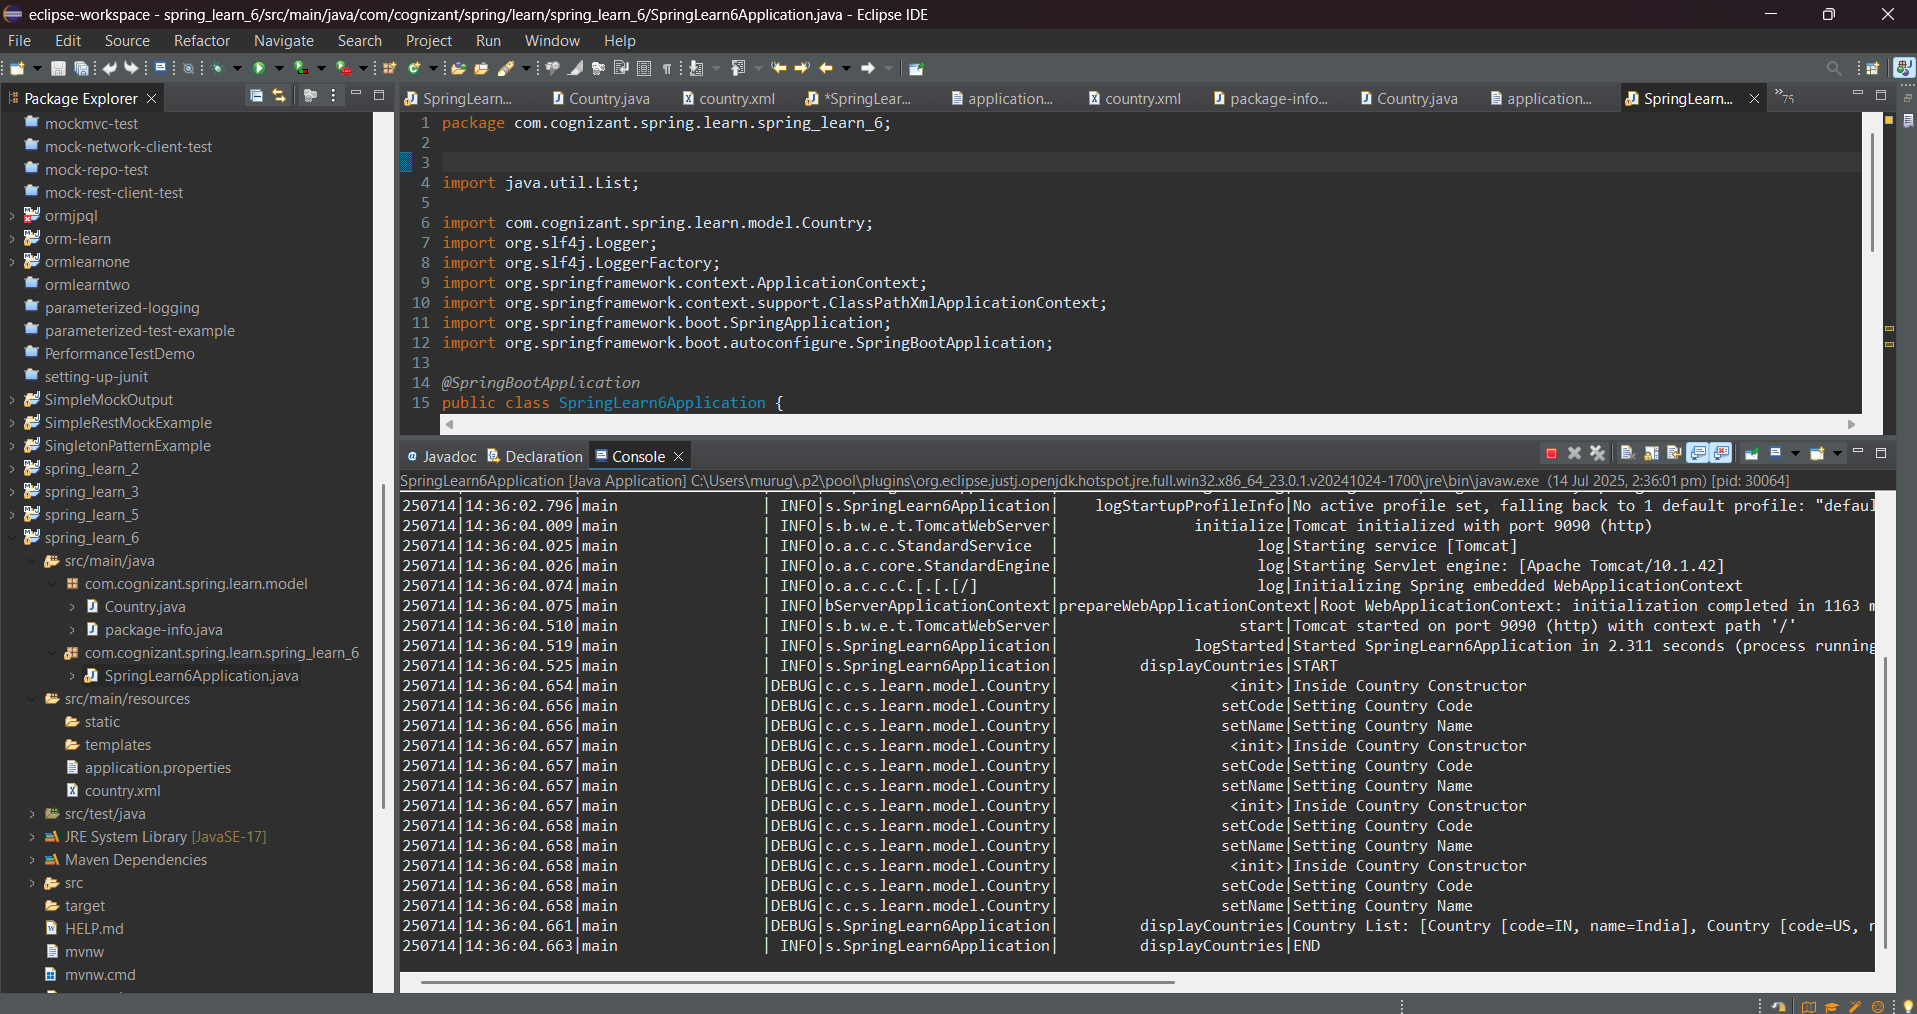 eclipse-workspace - spring_learn_6/src/main/java/com/cognizant/spring/learn/spring_learn_6/SpringLearn6Application.java - Eclipse IDE
File Edit Source Refactor Navigate Search Project Run Window Help
Package Explorer
mockmvc-test
mock-network-client-test
mock-repo-test
mock-rest-client-test
ormjpql
orm-learn
ormlearnone
ormlearntwo
parameterized-logging
parameterized-test-example
PerformanceTestDemo
setting-up-junit
SimpleMockOutput
SimpleRestMockExample
SingletonPatternExample
spring_learn_2
spring_learn_3
spring_learn_5
spring_learn_6
src/main/java
com.cognizant.spring.learn.model
Country.java
package-info.java
com.cognizant.spring.learn.spring_learn_6
SpringLearn6Application.java
src/main/resources
static
templates
application.properties
country.xml
src/test/java
JRE System Library [JavaSE-17]
Maven Dependencies
src
target
HELP.md
mvnw
mvnw.cmd
SpringLearn... Country.java country.xml *SpringLear... application... country.xml package-info... Country.java application... SpringLearn... »75
1 package com.cognizant.spring.learn.spring_learn_6;
2
3
4 import java.util.List;
5
6 import com.cognizant.spring.learn.model.Country;
7 import org.slf4j.Logger;
8 import org.slf4j.LoggerFactory;
9 import org.springframework.context.ApplicationContext;
10 import org.springframework.context.support.ClassPathXmlApplicationContext;
11 import org.springframework.boot.SpringApplication;
12 import org.springframework.boot.autoconfigure.SpringBootApplication;
13
14 @SpringBootApplication
15 public class SpringLearn6Application {
@ Javadoc Declaration Console
SpringLearn6Application [Java Application] C:\Users\murug\.p2\pool\plugins\org.eclipse.justj.openjdk.hotspot.jre.full.win32.x86_64_23.0.1.v20241024-1700\jre\bin\javaw.exe (14 Jul 2025, 2:36:01 pm) [pid: 30064]
250714|14:36:02.796|main | INFO|s.SpringLearn6Application| logStartupProfileInfo|No active profile set, falling back to 1 default profile: "defaul
250714|14:36:04.009|main | INFO|s.b.w.e.t.TomcatWebServer| initialize|Tomcat initialized with port 9090 (http)
250714|14:36:04.025|main | INFO|o.a.c.c.StandardService | log|Starting service [Tomcat]
250714|14:36:04.026|main | INFO|o.a.c.core.StandardEngine| log|Starting Servlet engine: [Apache Tomcat/10.1.42]
250714|14:36:04.074|main | INFO|o.a.c.c.C.[.[.[/] | log|Initializing Spring embedded WebApplicationContext
250714|14:36:04.075|main | INFO|bServerApplicationContext|prepareWebApplicationContext|Root WebApplicationContext: initialization completed in 1163 m
250714|14:36:04.510|main | INFO|s.b.w.e.t.TomcatWebServer| start|Tomcat started on port 9090 (http) with context path '/'
250714|14:36:04.519|main | INFO|s.SpringLearn6Application| logStarted|Started SpringLearn6Application in 2.311 seconds (process running
250714|14:36:04.525|main | INFO|s.SpringLearn6Application| displayCountries|START
250714|14:36:04.654|main |DEBUG|c.c.s.learn.model.Country| <init>|Inside Country Constructor
250714|14:36:04.656|main |DEBUG|c.c.s.learn.model.Country| setCode|Setting Country Code
250714|14:36:04.656|main |DEBUG|c.c.s.learn.model.Country| setName|Setting Country Name
250714|14:36:04.657|main |DEBUG|c.c.s.learn.model.Country| <init>|Inside Country Constructor
250714|14:36:04.657|main |DEBUG|c.c.s.learn.model.Country| setCode|Setting Country Code
250714|14:36:04.657|main |DEBUG|c.c.s.learn.model.Country| setName|Setting Country Name
250714|14:36:04.657|main |DEBUG|c.c.s.learn.model.Country| <init>|Inside Country Constructor
250714|14:36:04.658|main |DEBUG|c.c.s.learn.model.Country| setCode|Setting Country Code
250714|14:36:04.658|main |DEBUG|c.c.s.learn.model.Country| setName|Setting Country Name
250714|14:36:04.658|main |DEBUG|c.c.s.learn.model.Country| <init>|Inside Country Constructor
250714|14:36:04.658|main |DEBUG|c.c.s.learn.model.Country| setCode|Setting Country Code
250714|14:36:04.658|main |DEBUG|c.c.s.learn.model.Country| setName|Setting Country Name
250714|14:36:04.661|main |DEBUG|s.SpringLearn6Application| displayCountries|Country List: [Country [code=IN, name=India], Country [code=US, n
250714|14:36:04.663|main | INFO|s.SpringLearn6Application| displayCountries|END